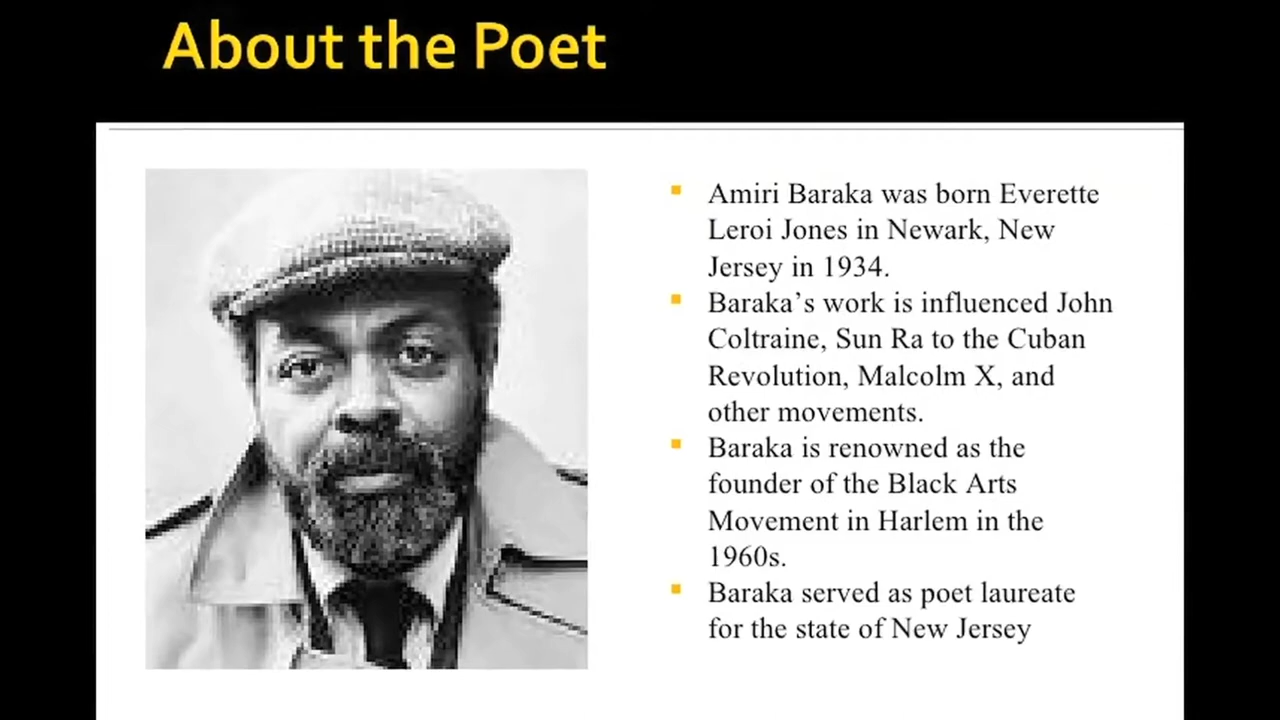 About the Poet
Amiri Baraka was born Everette
Leroi Jones in Newark, New
Jersey in 1934.
Baraka’s work is influenced John
Coltraine, Sun Ra to the Cuban
Revolution, Malcolm X, and
other movements.
Baraka is renowned as the
founder of the Black Arts
Movement in Harlem in the
1960s.
Baraka served as poet laureate
for the state of New Jersey